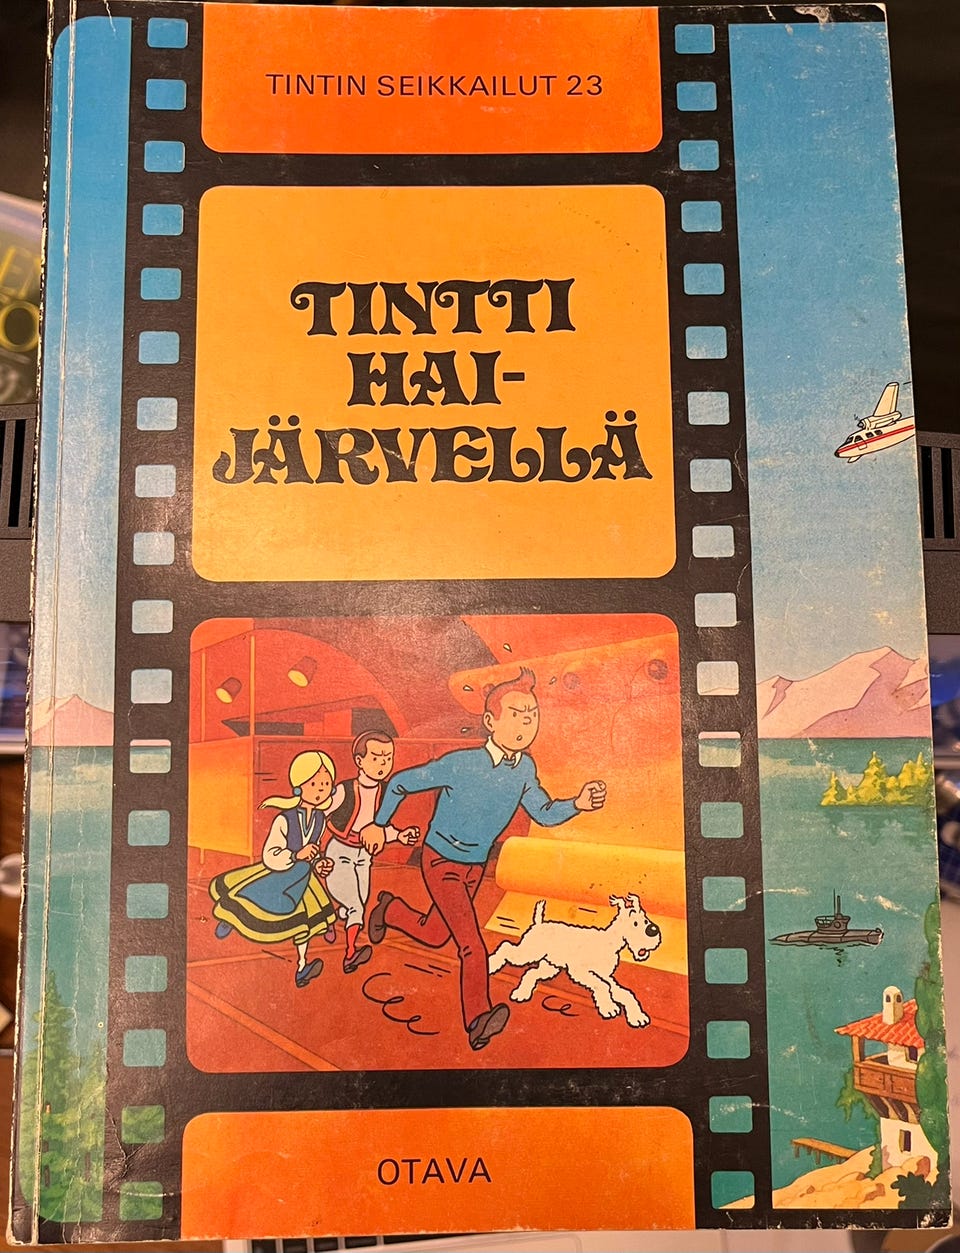 TINTIN SEIKKAILUT 23
TINTTI
HAI-
JÄRVELLÄ
OTAVA